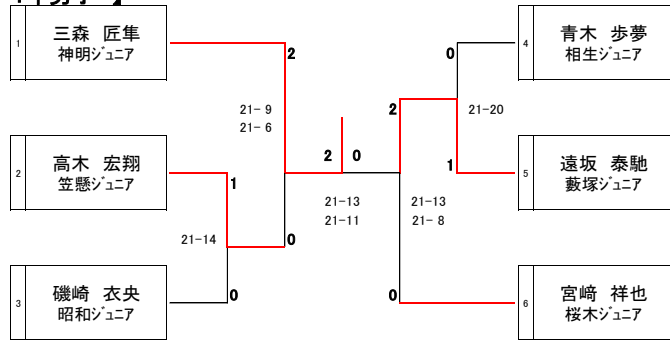 1
三森 匠隼
神明ジュニア
2
高木 宏翔
笠懸ジュニア
3
磯崎 衣央
昭和ジュニア
2
21- 9
21- 6
1
21-14
0
0
2 0
21-13
21-11
2
0
21-20
1
21-13
21- 8
0
4
青木 歩夢
相生ジュニア
5
遠坂 泰馳
藪塚ジュニア
6
宮﨑 祥也
桜木ジュニア